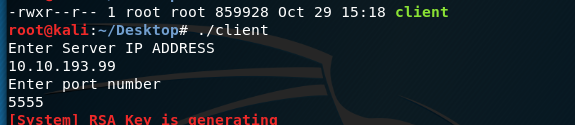 -rwxr--r-- 1 root root 859928 Oct 29 15:18 client
root@kali:~/Desktop# ./client
Enter Server IP ADDRESS
10.10.193.99
Enter port number
5555
[System] RSA Key is generating